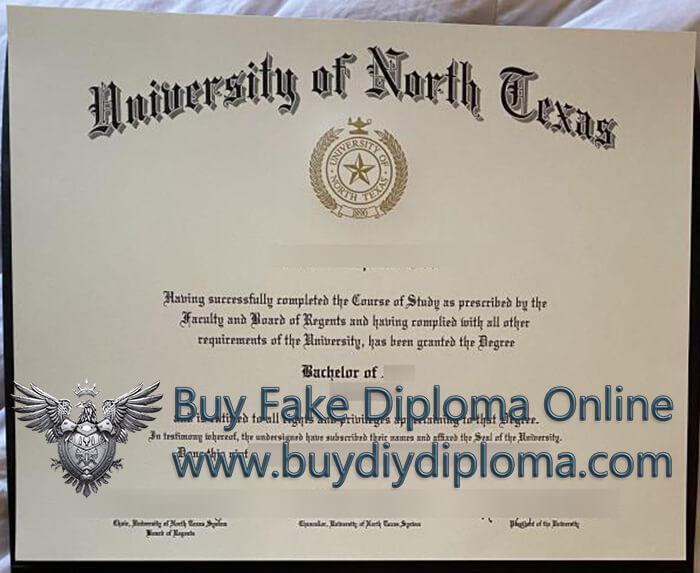 University of North Texas
UNIVERSITY OF
NORTH TEXAS
1890
Having successfully completed the Course of Study as prescribed by the
Faculty and Board of Regents and having complied with all other
requirements of the University, has been granted the Degree
Bachelor of
Buy Fake Diploma Online
and is entitled to all rights and privileges appertaining to that Degree.
In testimony whereof, the undersigned have subscribed their names and affixed the Seal of the University.
Done this
www.buydiydiploma.com
Chair, University of North Texas System
Board of Regents
Chancellor, University of North Texas System
President of the University